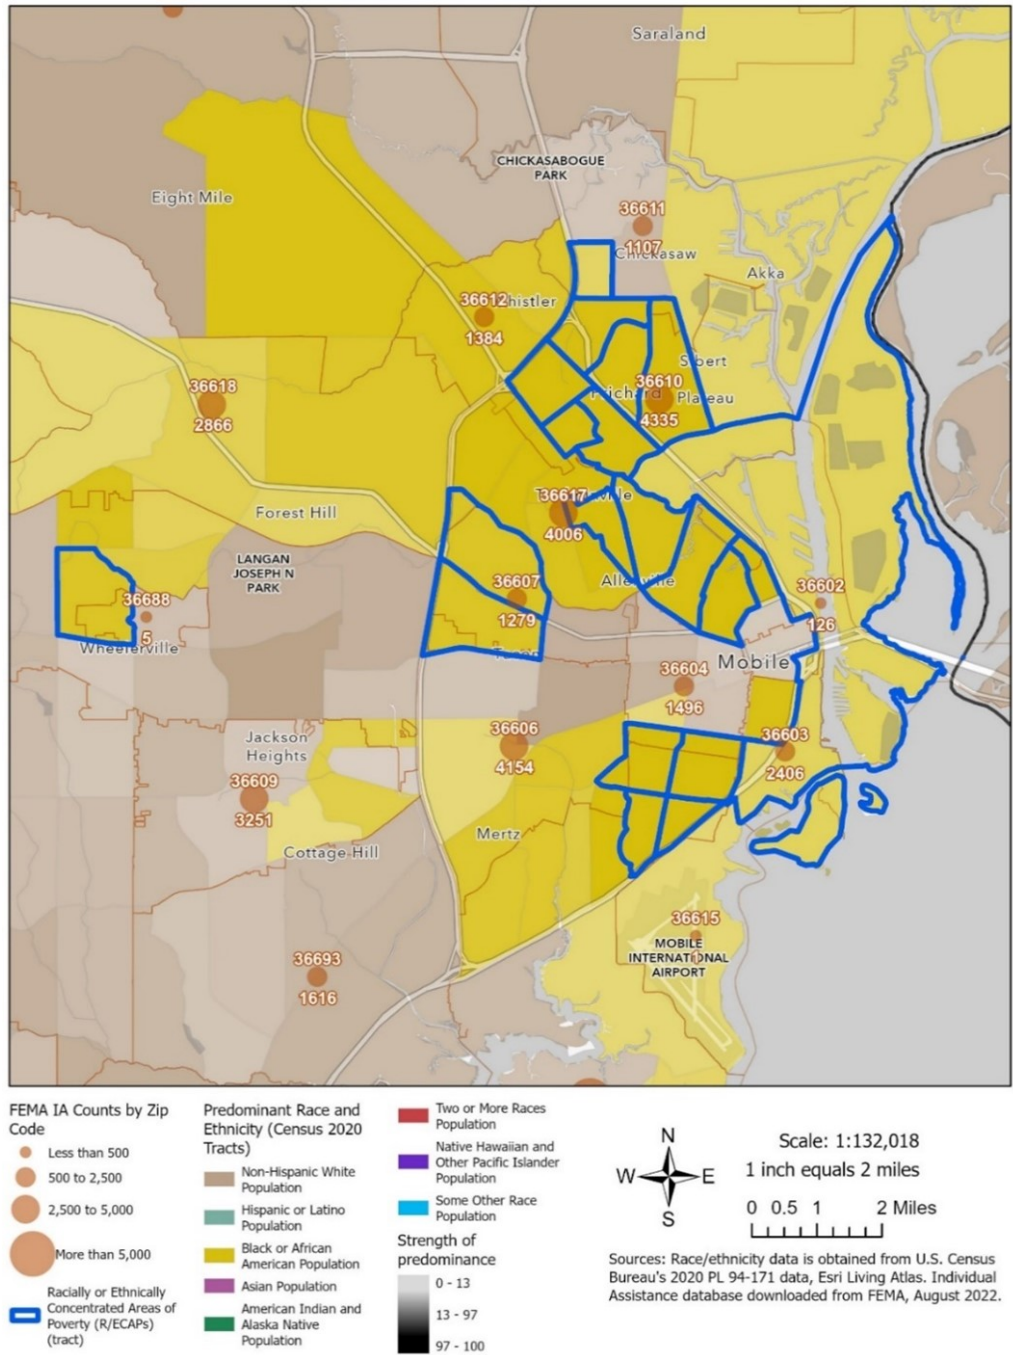 Saraland
CHICKASABOGUE
PARK
Eight Mile
36611
1107
Chickasaw
Akka
36612
Whistler
1384
Sibert
36618
2866
36610
Prichard
Plateau
4335
36617
4006
Forest Hill
LANGAN
JOSEPH N
PARK
36607
1279
Allenville
36688
5
Wheelerville
36602
126
Mobile
36604
1496
36606
4154
36603
2406
Jackson
Heights
36609
3251
Mertz
Cottage Hill
36615
1
MOBILE
INTERNATIONAL
AIRPORT
36693
1616
FEMA IA Counts by Zip
Code
Less than 500
500 to 2,500
2,500 to 5,000
More than 5,000
Racially or Ethnically
Concentrated Areas of
Poverty (R/ECAPs)
(tract)
Predominant Race and
Ethnicity (Census 2020
Tracts)
Non-Hispanic White
Population
Hispanic or Latino
Population
Black or African
American Population
Asian Population
American Indian and
Alaska Native
Population
Two or More Races
Population
Native Hawaiian and
Other Pacific Islander
Population
Some Other Race
Population
Strength of
predominance
0 - 13
13 - 97
97 - 100
N
W E
S
Scale: 1:132,018
1 inch equals 2 miles
0 0.5 1 2 Miles
Sources: Race/ethnicity data is obtained from U.S. Census
Bureau's 2020 PL 94-171 data, Esri Living Atlas. Individual
Assistance database downloaded from FEMA, August 2022.